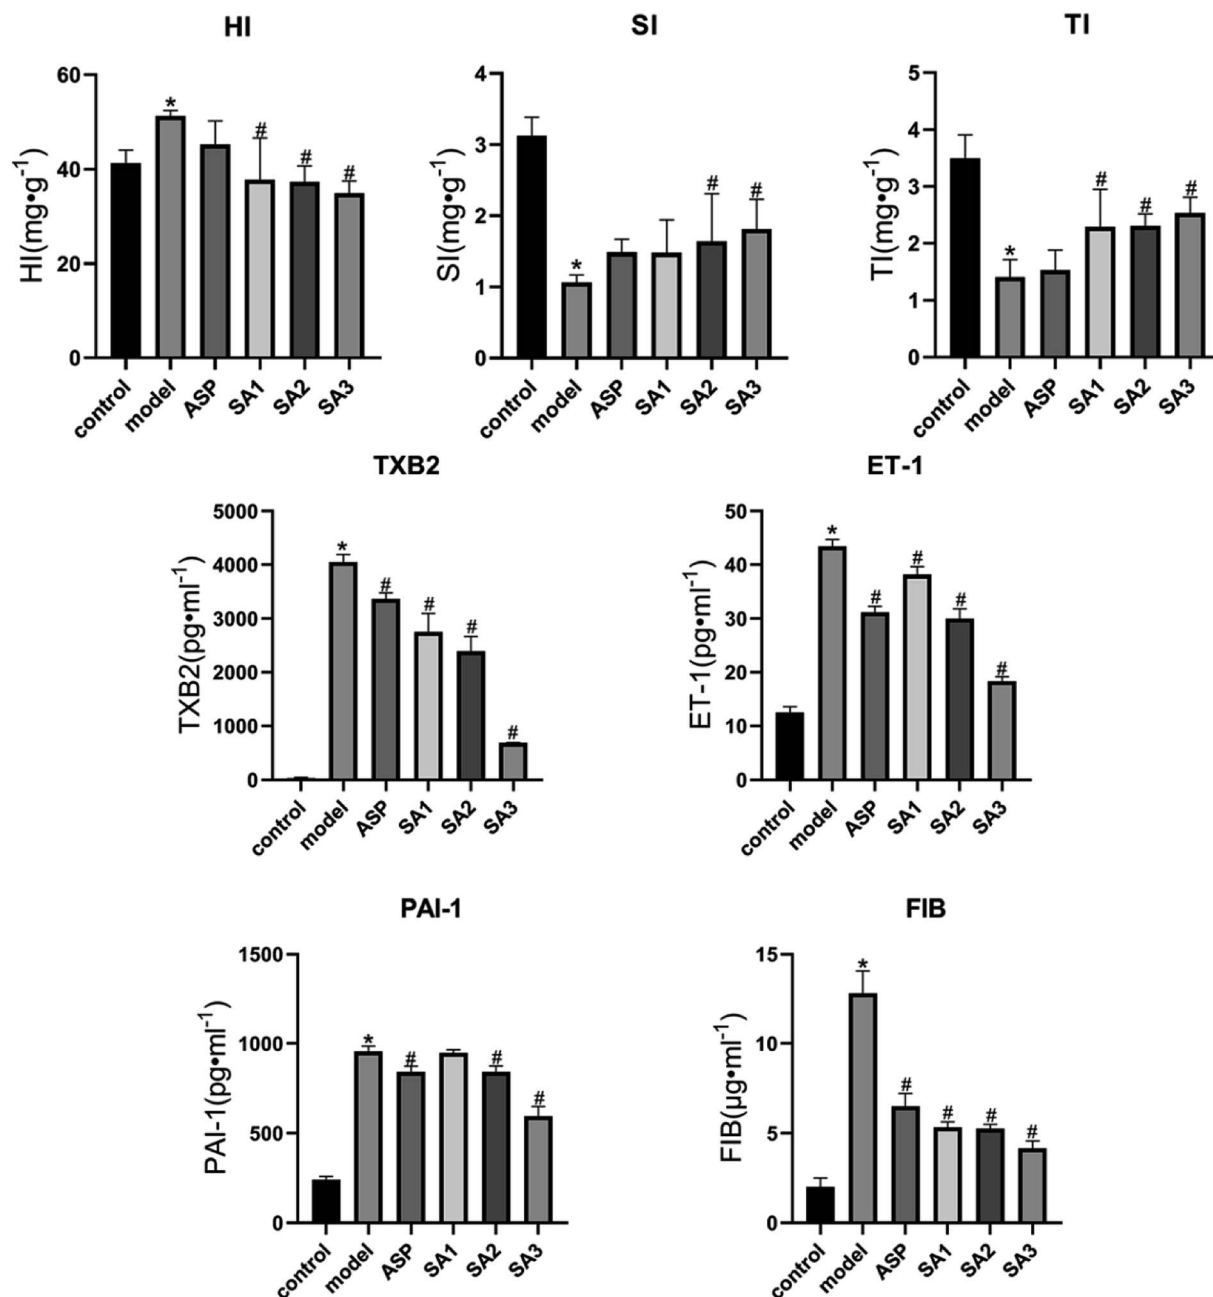 HI
SI
TI
60
40
20
0
HI(mg•g⁻¹)
*
#
#
#
control
model
ASP
SA1
SA2
SA3
4
3
2
1
0
SI(mg•g⁻¹)
*
#
#
control
model
ASP
SA1
SA2
SA3
5
4
3
2
1
0
TI(mg•g⁻¹)
*
#
#
#
control
model
ASP
SA1
SA2
SA3
TXB2
ET-1
5000
4000
3000
2000
1000
0
TXB2(pg•ml⁻¹)
*
#
#
#
#
control
model
ASP
SA1
SA2
SA3
50
40
30
20
10
0
ET-1(pg•ml⁻¹)
*
#
#
#
#
control
model
ASP
SA1
SA2
SA3
PAI-1
FIB
1500
1000
500
0
PAI-1(pg•ml⁻¹)
*
#
#
#
control
model
ASP
SA1
SA2
SA3
15
10
5
0
FIB(μg•ml⁻¹)
*
#
#
#
#
control
model
ASP
SA1
SA2
SA3